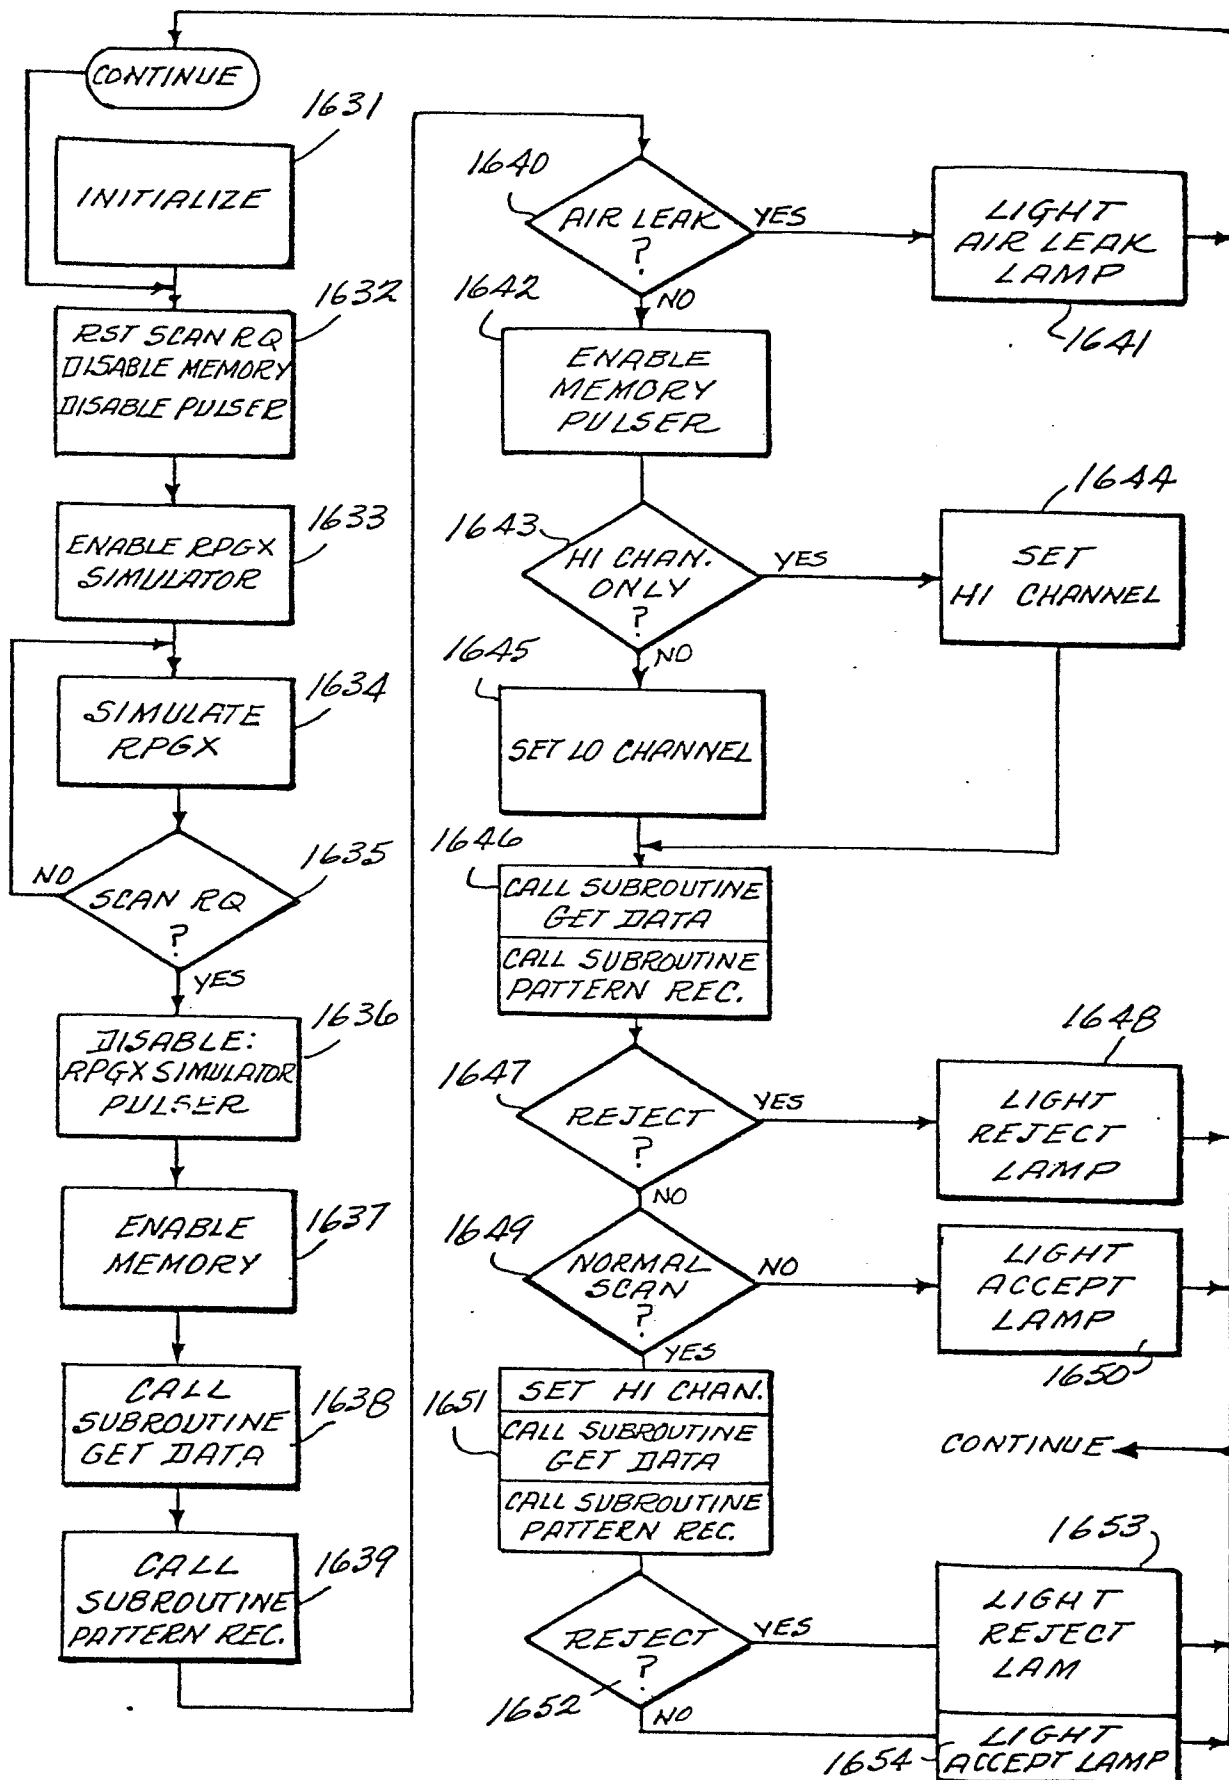 CONTINUE
1631
INITIALIZE
1632
RST SCAN RQ
DISABLE MEMORY
DISABLE PULSER
1633
ENABLE RPGX
SIMULATOR
1634
SIMULATE
RPGX
1635
NO
SCAN RQ
?
YES
1636
DISABLE:
RPGX SIMULATOR
PULSER
1637
ENABLE
MEMORY
1638
CALL
SUBROUTINE
GET DATA
1639
CALL
SUBROUTINE
PATTERN REC.
1640
AIR LEAK
?
YES
NO
LIGHT
AIR LEAK
LAMP
1641
1642
ENABLE
MEMORY
PULSER
1643
HI CHAN.
ONLY
?
YES
NO
1644
SET
HI CHANNEL
1645
SET LO CHANNEL
1646
CALL SUBROUTINE
GET DATA
CALL SUBROUTINE
PATTERN REC.
1647
REJECT
?
YES
NO
1648
LIGHT
REJECT
LAMP
1649
NORMAL
SCAN
?
NO
YES
LIGHT
ACCEPT
LAMP
1650
1651
SET HI CHAN.
CALL SUBROUTINE
GET DATA
CALL SUBROUTINE
PATTERN REC.
CONTINUE
1652
REJECT
?
YES
NO
1653
LIGHT
REJECT
LAM
1654
LIGHT
ACCEPT LAMP